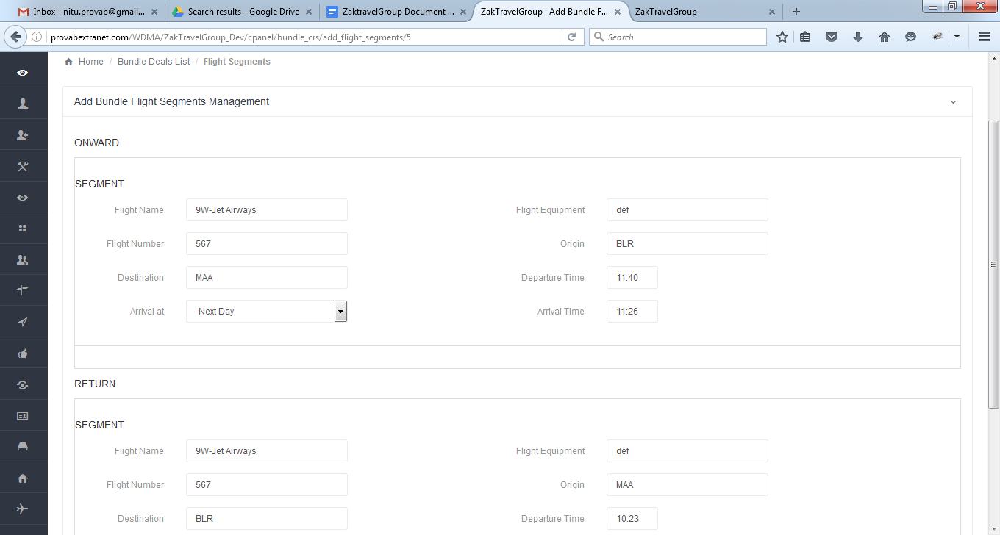 Inbox - nitu.provab@gmail... Search results - Google Drive ZaktravelGroup Document ... ZakTravelGroup | Add Bundle F... ZakTravelGroup
provabextranet.com/WDMA/ZakTravelGroup_Dev/cpanel/bundle_crs/add_flight_segments/5 Search
Home / Bundle Deals List / Flight Segments
Add Bundle Flight Segments Management
ONWARD
SEGMENT
Flight Name 9W-Jet Airways Flight Equipment def
Flight Number 567 Origin BLR
Destination MAA Departure Time 11:40
Arrival at Next Day Arrival Time 11:26
RETURN
SEGMENT
Flight Name 9W-Jet Airways Flight Equipment def
Flight Number 567 Origin MAA
Destination BLR Departure Time 10:23